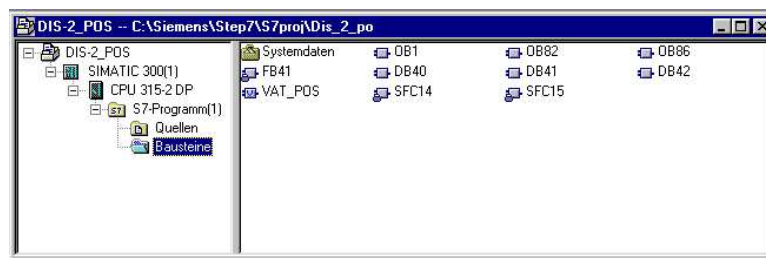 DIS-2_POS -- C:\Siemens\Step7\S7proj\Dis_2_po
DIS-2_POS
SIMATIC 300(1)
CPU 315-2 DP
S7-Programm(1)
Quellen
Bausteine
Systemdaten OB1 OB82 OB86
FB41 DB40 DB41 DB42
VAT_POS SFC14 SFC15